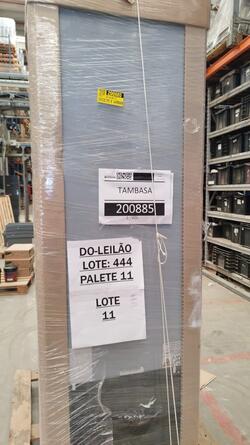 TAMBASA
200885
DO-LEILÃO
LOTE: 444
PALETE 11
LOTE
11